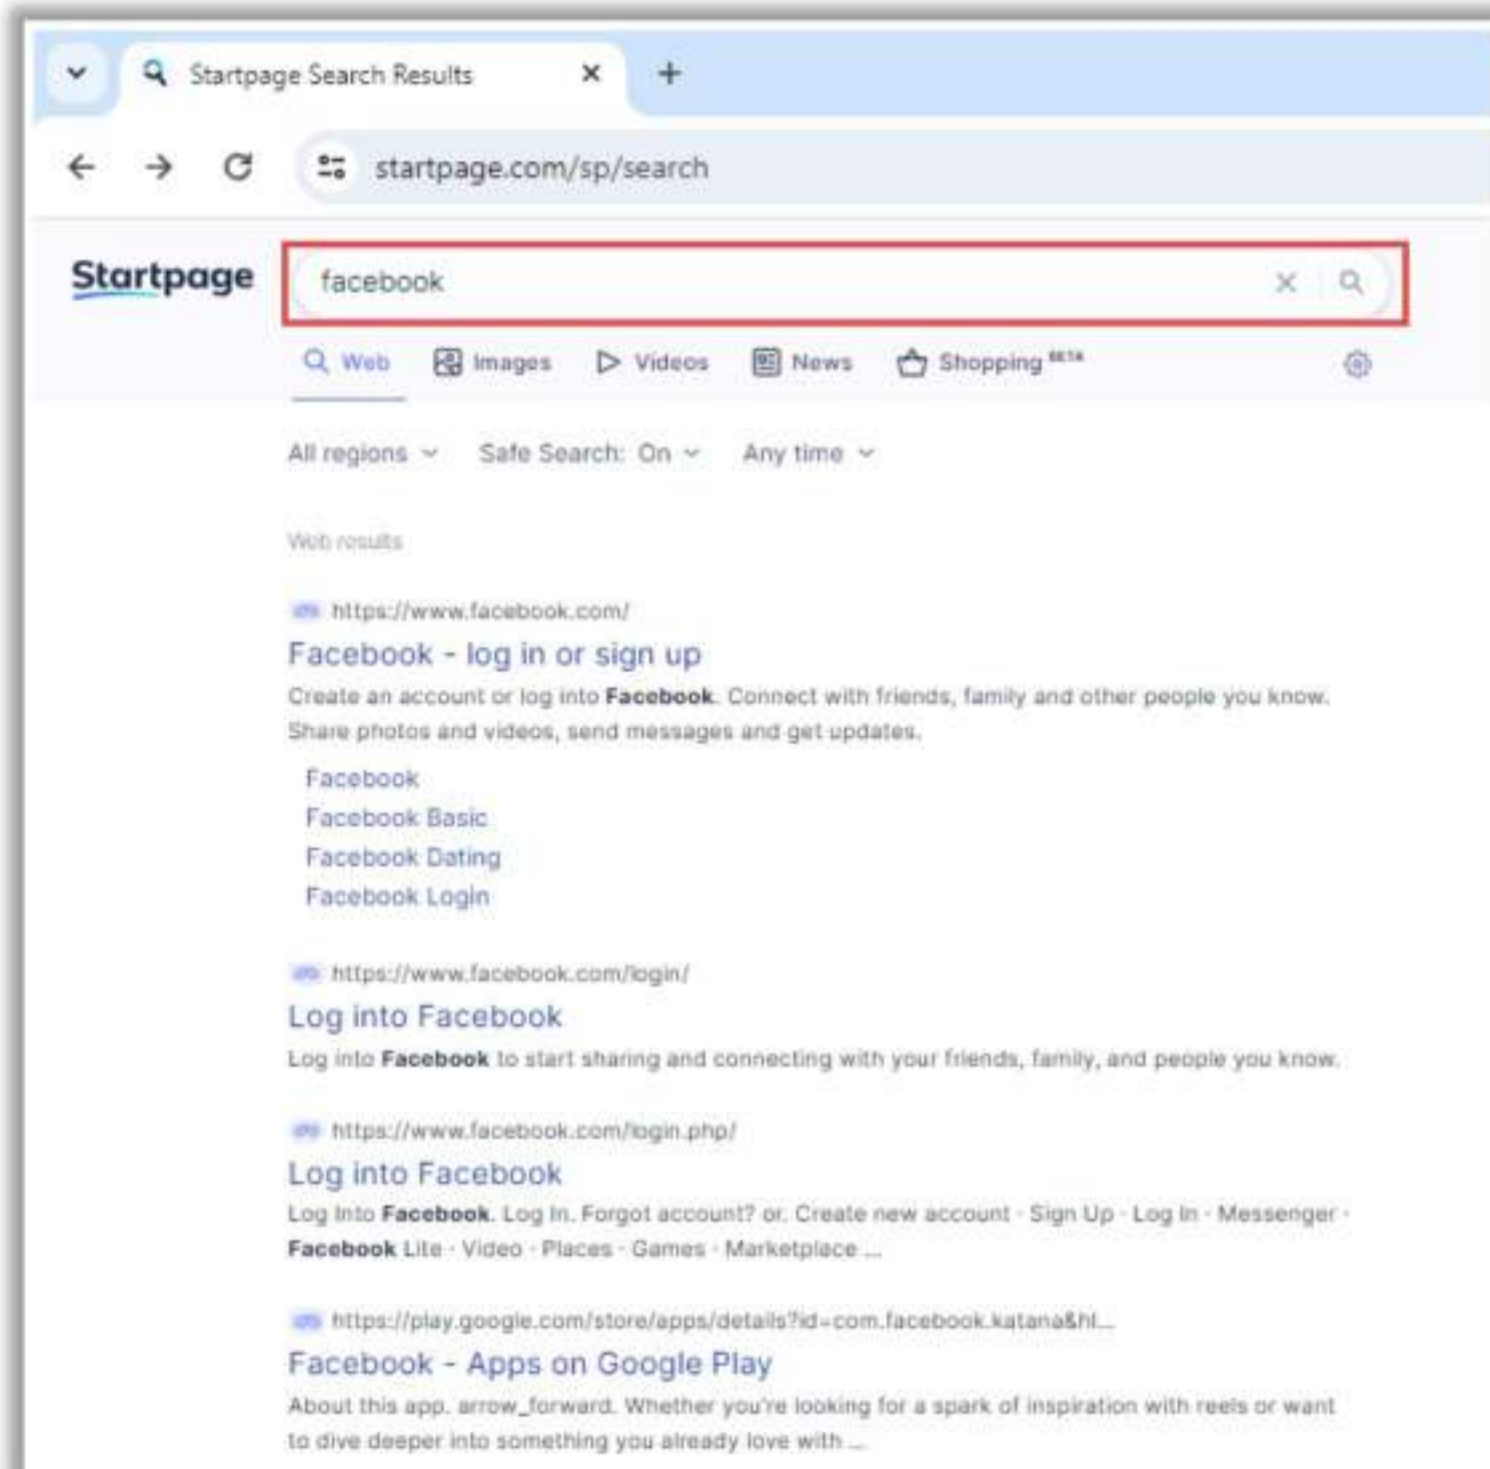 Startpage Search Results
startpage.com/sp/search
Startpage
facebook
Web Images Videos News Shopping BETA
All regions Safe Search: On Any time
Web results
https://www.facebook.com/
Facebook - log in or sign up
Create an account or log into Facebook. Connect with friends, family and other people you know.
Share photos and videos, send messages and get updates.
Facebook
Facebook Basic
Facebook Dating
Facebook Login
https://www.facebook.com/login/
Log into Facebook
Log into Facebook to start sharing and connecting with your friends, family, and people you know.
https://www.facebook.com/login.php/
Log into Facebook
Log Into Facebook. Log In. Forgot account? or. Create new account · Sign Up · Log In · Messenger ·
Facebook Lite · Video · Places · Games · Marketplace ...
https://play.google.com/store/apps/details?id=com.facebook.katana&hl...
Facebook - Apps on Google Play
About this app. arrow_forward. Whether you're looking for a spark of inspiration with reels or want
to dive deeper into something you already love with ...